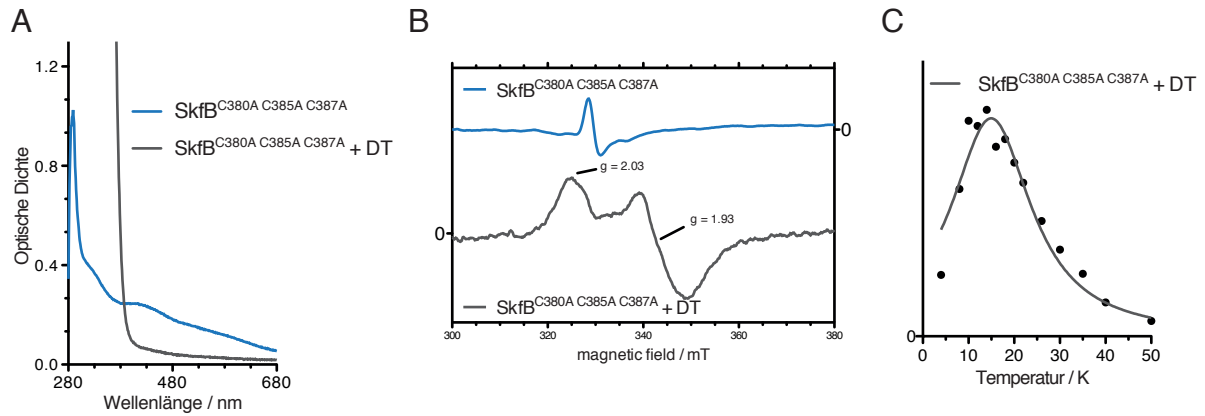 A
1.2
0.8
0.4
0.0
Optische Dichte
280
480
680
Wellenlänge / nm
SkfB^C380A C385A C387A
SkfB^C380A C385A C387A + DT
B
SkfB^C380A C385A C387A
0
g = 2.03
g = 1.93
0
SkfB^C380A C385A C387A + DT
300
320
340
360
380
magnetic field / mT
C
SkfB^C380A C385A C387A + DT
0
0
10
20
30
40
50
Temperatur / K